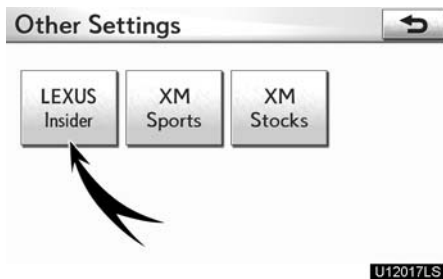 Other Settings
LEXUS
Insider
XM
Sports
XM
Stocks
U12017LS